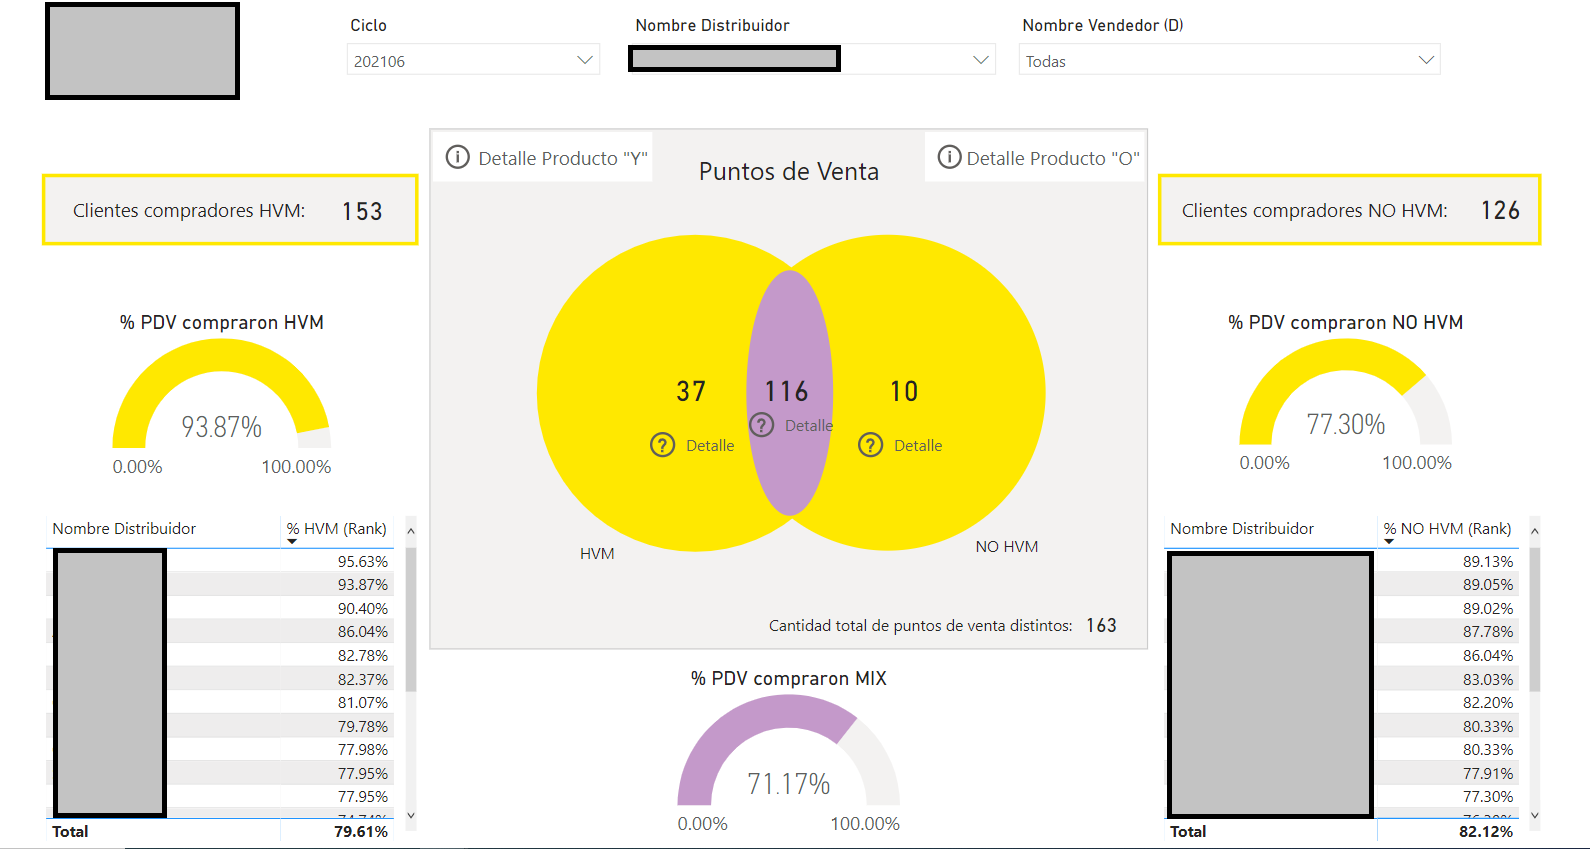 Ciclo
202106
Nombre Distribuidor
Nombre Vendedor (D)
Todas
Clientes compradores HVM: 153
Detalle Producto "Y"
Puntos de Venta
Detalle Producto "O"
Clientes compradores NO HVM: 126
37
? Detalle
116
? Detalle
10
? Detalle
HVM
NO HVM
Cantidad total de puntos de venta distintos: 163
% PDV compraron HVM
93.87%
0.00% 100.00%
% PDV compraron NO HVM
77.30%
0.00% 100.00%
Nombre Distribuidor % HVM (Rank)
95.63%
93.87%
90.40%
86.04%
82.78%
82.37%
81.07%
79.78%
77.98%
77.95%
77.95%
Total 79.61%
% PDV compraron MIX
71.17%
0.00% 100.00%
Nombre Distribuidor % NO HVM (Rank)
89.13%
89.05%
89.02%
87.78%
86.04%
83.03%
82.20%
80.33%
80.33%
77.91%
77.30%
Total 82.12%